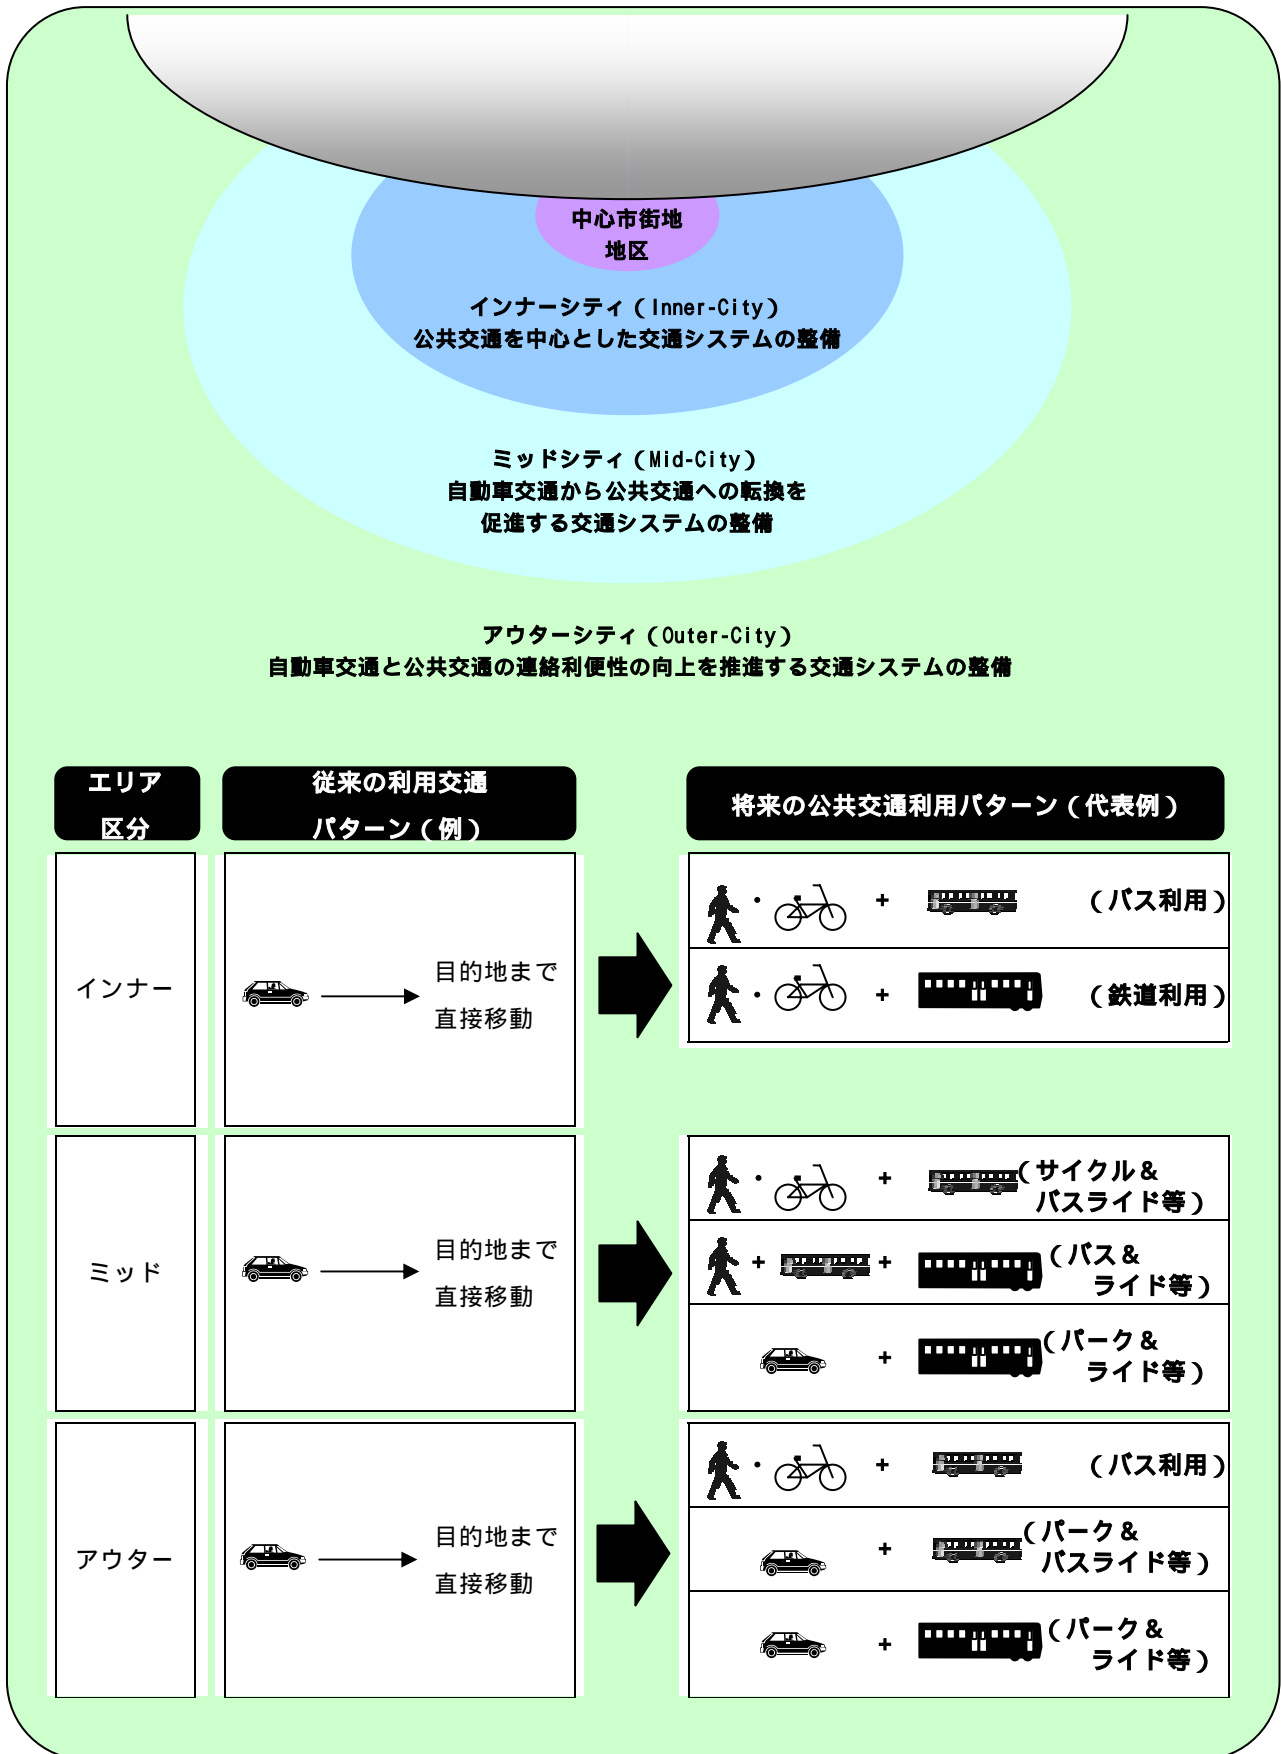 中心市街地
地区
インナーシティ（Inner-City）
公共交通を中心とした交通システムの整備
ミッドシティ（Mid-City）
自動車交通から公共交通への転換を
促進する交通システムの整備
アウターシティ（Outer-City）
自動車交通と公共交通の連絡利便性の向上を推進する交通システムの整備
エリア
区分
従来の利用交通
パターン（例）
将来の公共交通利用パターン（代表例）
インナー
目的地まで
直接移動
・ + （バス利用）
・ + （鉄道利用）
ミッド
目的地まで
直接移動
・ + （サイクル＆
バスライド等）
+ + （バス＆
ライド等）
+ （パーク＆
ライド等）
アウター
目的地まで
直接移動
・ + （バス利用）
+ （パーク＆
バスライド等）
+ （パーク＆
ライド等）